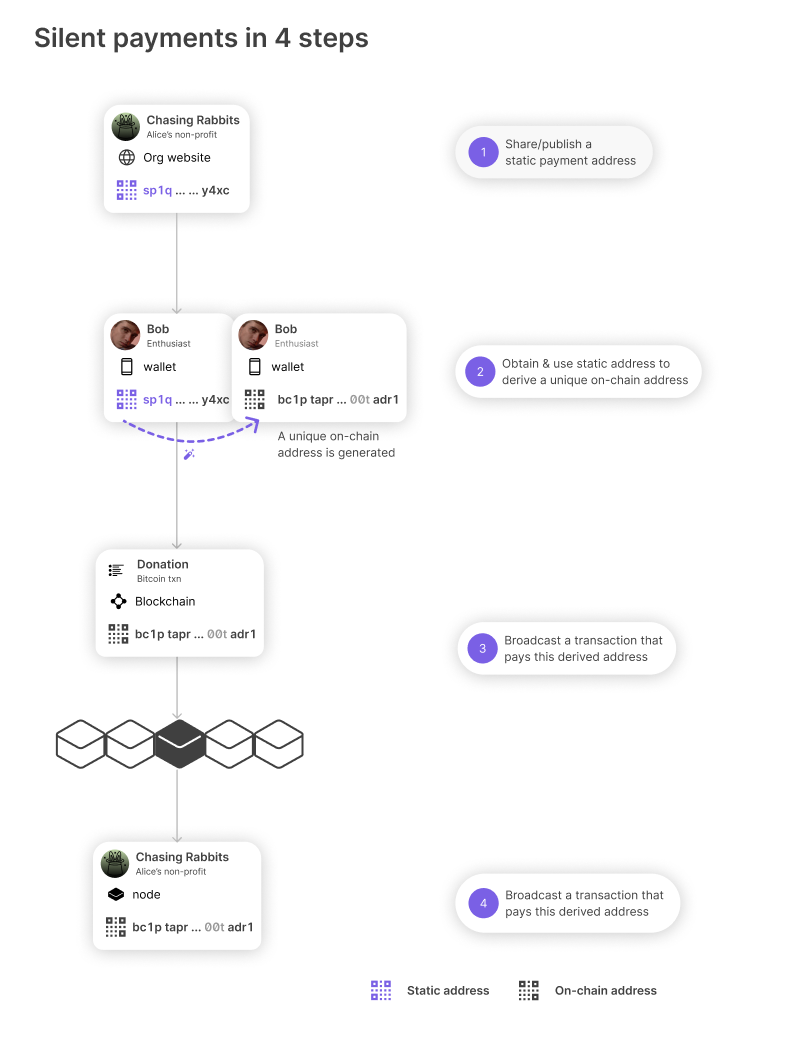 Silent payments in 4 steps
Chasing Rabbits
Alice's non-profit
Org website
sp1q ... ... y4xc
1
Share/publish a
static payment address
Bob
Enthusiast
wallet
sp1q ... ... y4xc
Bob
Enthusiast
wallet
bc1p tapr ... 00t adr1
A unique on-chain
address is generated
2
Obtain & use static address to
derive a unique on-chain address
Donation
Bitcoin txn
Blockchain
bc1p tapr ... 00t adr1
3
Broadcast a transaction that
pays this derived address
Chasing Rabbits
Alice's non-profit
node
bc1p tapr ... 00t adr1
4
Broadcast a transaction that
pays this derived address
Static address
On-chain address